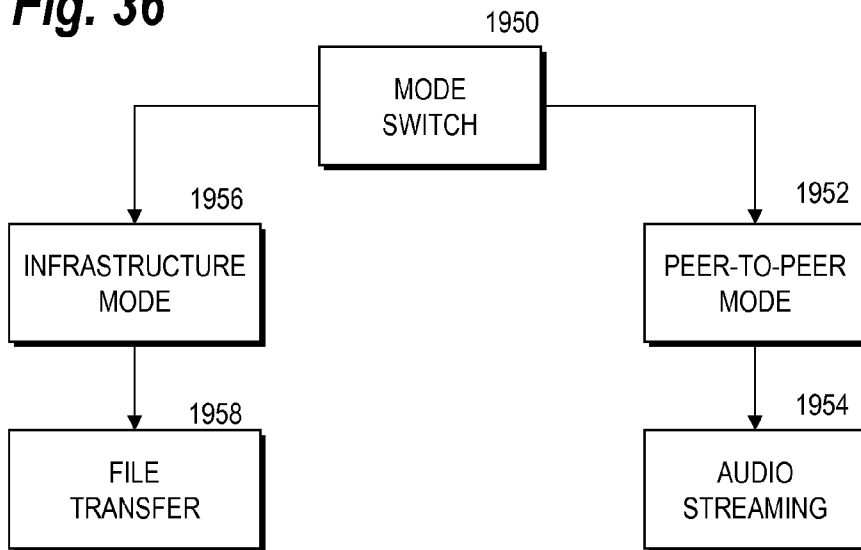 Fig. 36
1950
MODE
SWITCH
1956
INFRASTRUCTURE
MODE
1952
PEER-TO-PEER
MODE
1958
FILE
TRANSFER
1954
AUDIO
STREAMING